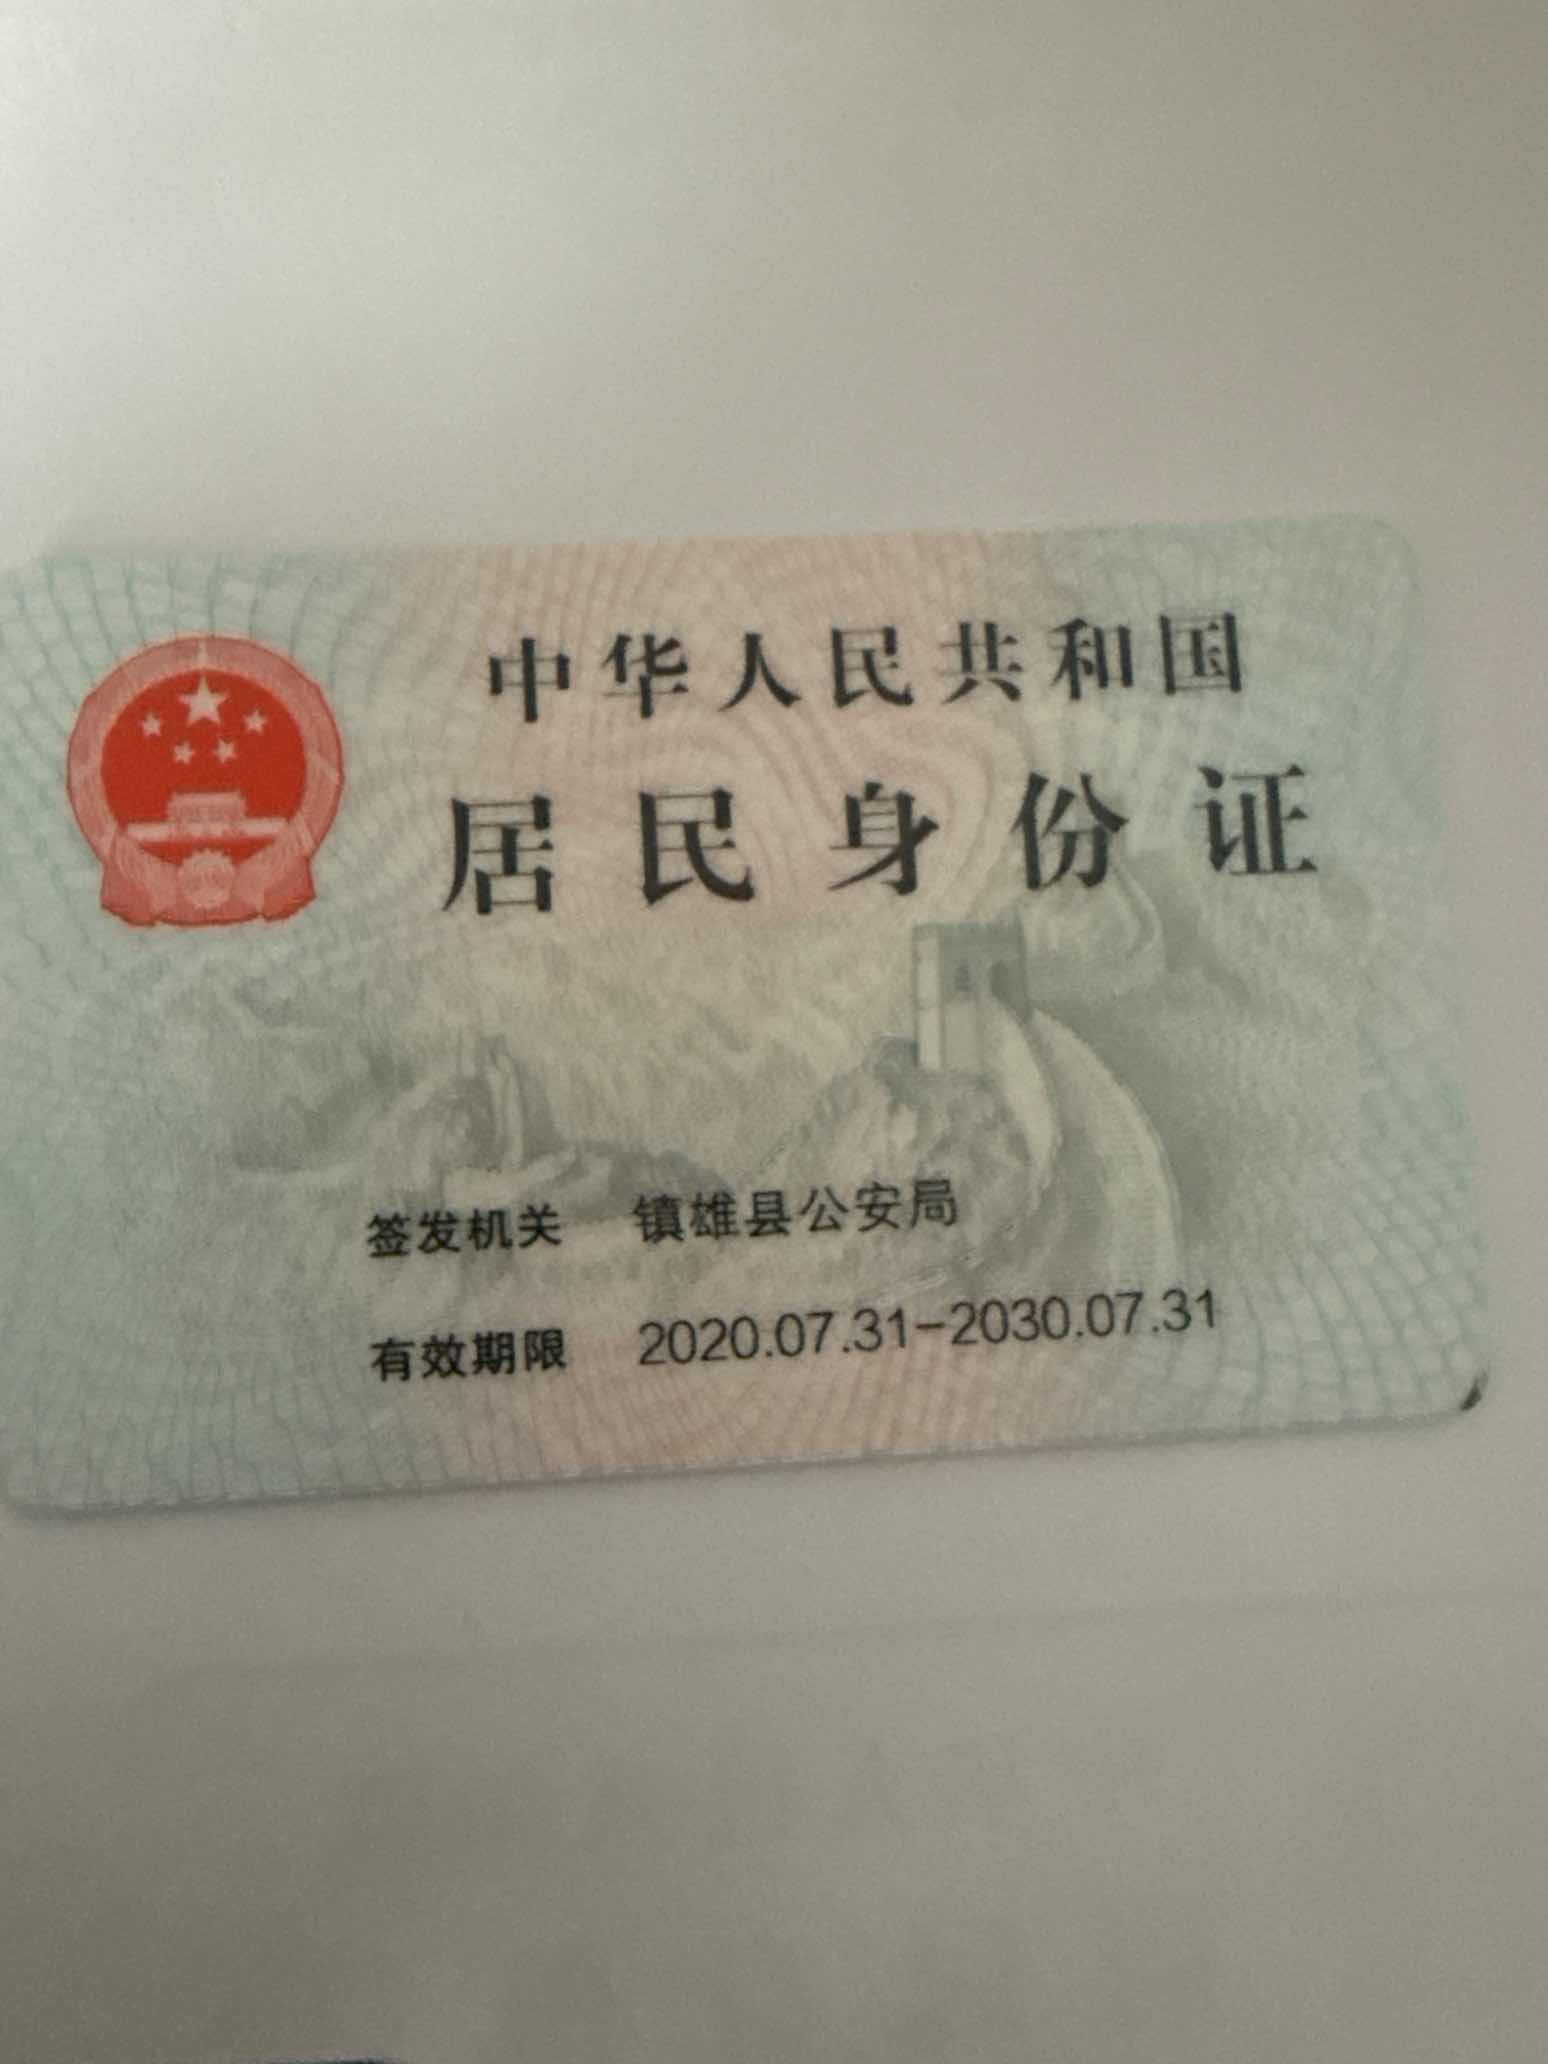 中华人民共和国
居民身份证
签发机关 镇雄县公安局
有效期限 2020.07.31-2030.07.31